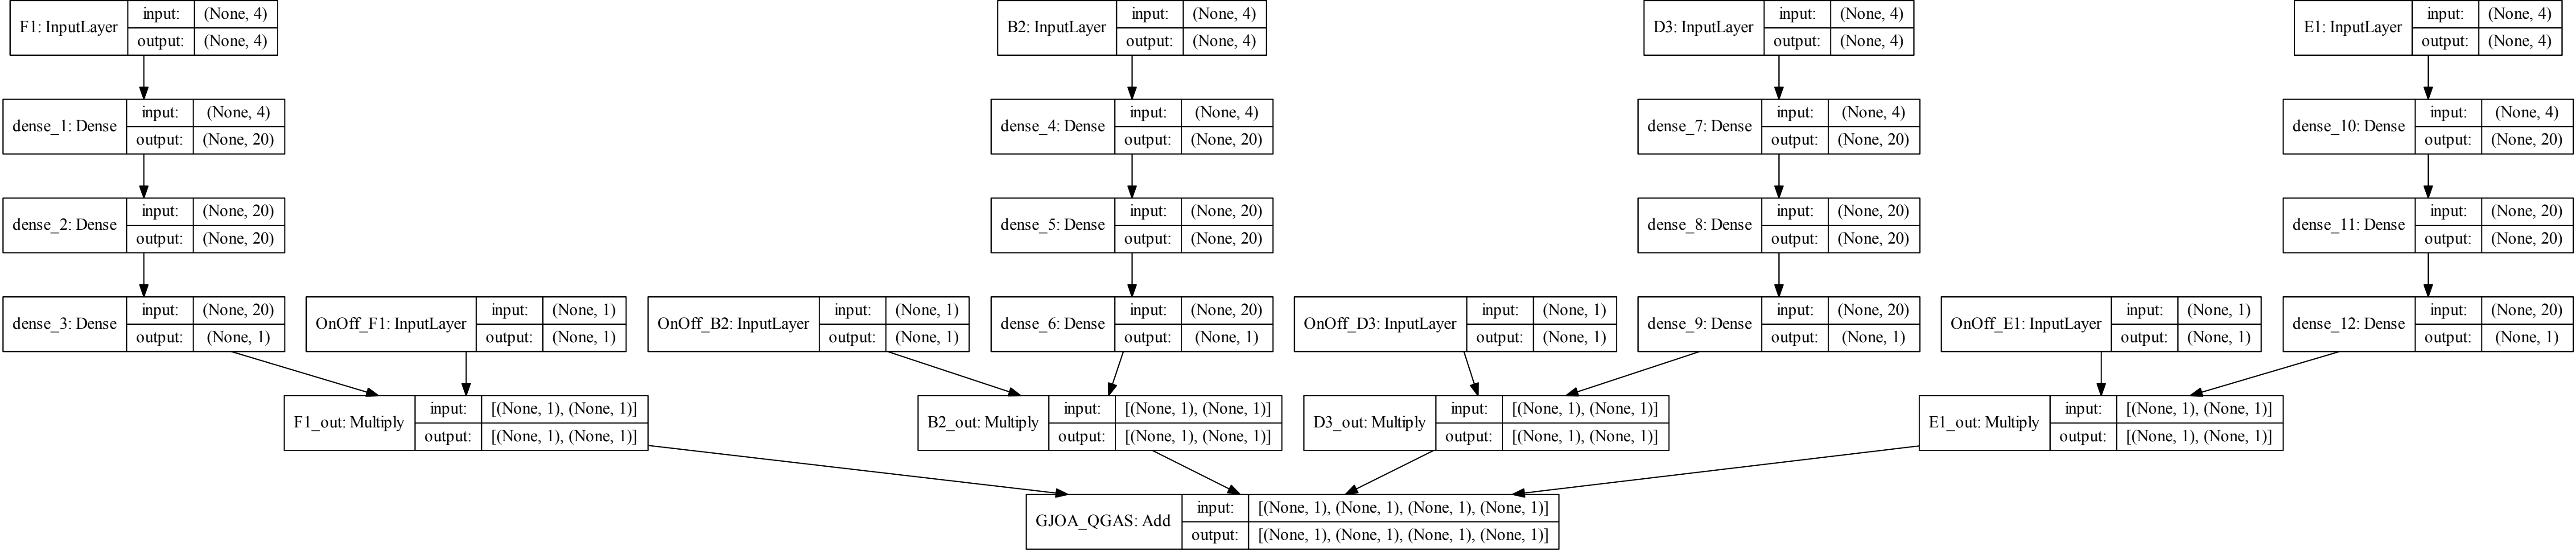 F1: InputLayer input: (None, 4)
output: (None, 4)
B2: InputLayer input: (None, 4)
output: (None, 4)
D3: InputLayer input: (None, 4)
output: (None, 4)
E1: InputLayer input: (None, 4)
output: (None, 4)
dense_1: Dense input: (None, 4)
output: (None, 20)
dense_4: Dense input: (None, 4)
output: (None, 20)
dense_7: Dense input: (None, 4)
output: (None, 20)
dense_10: Dense input: (None, 4)
output: (None, 20)
dense_2: Dense input: (None, 20)
output: (None, 20)
dense_5: Dense input: (None, 20)
output: (None, 20)
dense_8: Dense input: (None, 20)
output: (None, 20)
dense_11: Dense input: (None, 20)
output: (None, 20)
dense_3: Dense input: (None, 20)
output: (None, 1)
OnOff_F1: InputLayer input: (None, 1)
output: (None, 1)
OnOff_B2: InputLayer input: (None, 1)
output: (None, 1)
dense_6: Dense input: (None, 20)
output: (None, 1)
OnOff_D3: InputLayer input: (None, 1)
output: (None, 1)
dense_9: Dense input: (None, 20)
output: (None, 1)
OnOff_E1: InputLayer input: (None, 1)
output: (None, 1)
dense_12: Dense input: (None, 20)
output: (None, 1)
F1_out: Multiply input: [(None, 1), (None, 1)]
output: [(None, 1), (None, 1)]
B2_out: Multiply input: [(None, 1), (None, 1)]
output: [(None, 1), (None, 1)]
D3_out: Multiply input: [(None, 1), (None, 1)]
output: [(None, 1), (None, 1)]
E1_out: Multiply input: [(None, 1), (None, 1)]
output: [(None, 1), (None, 1)]
GJOA_QGAS: Add input: [(None, 1), (None, 1), (None, 1), (None, 1)]
output: [(None, 1), (None, 1), (None, 1), (None, 1)]